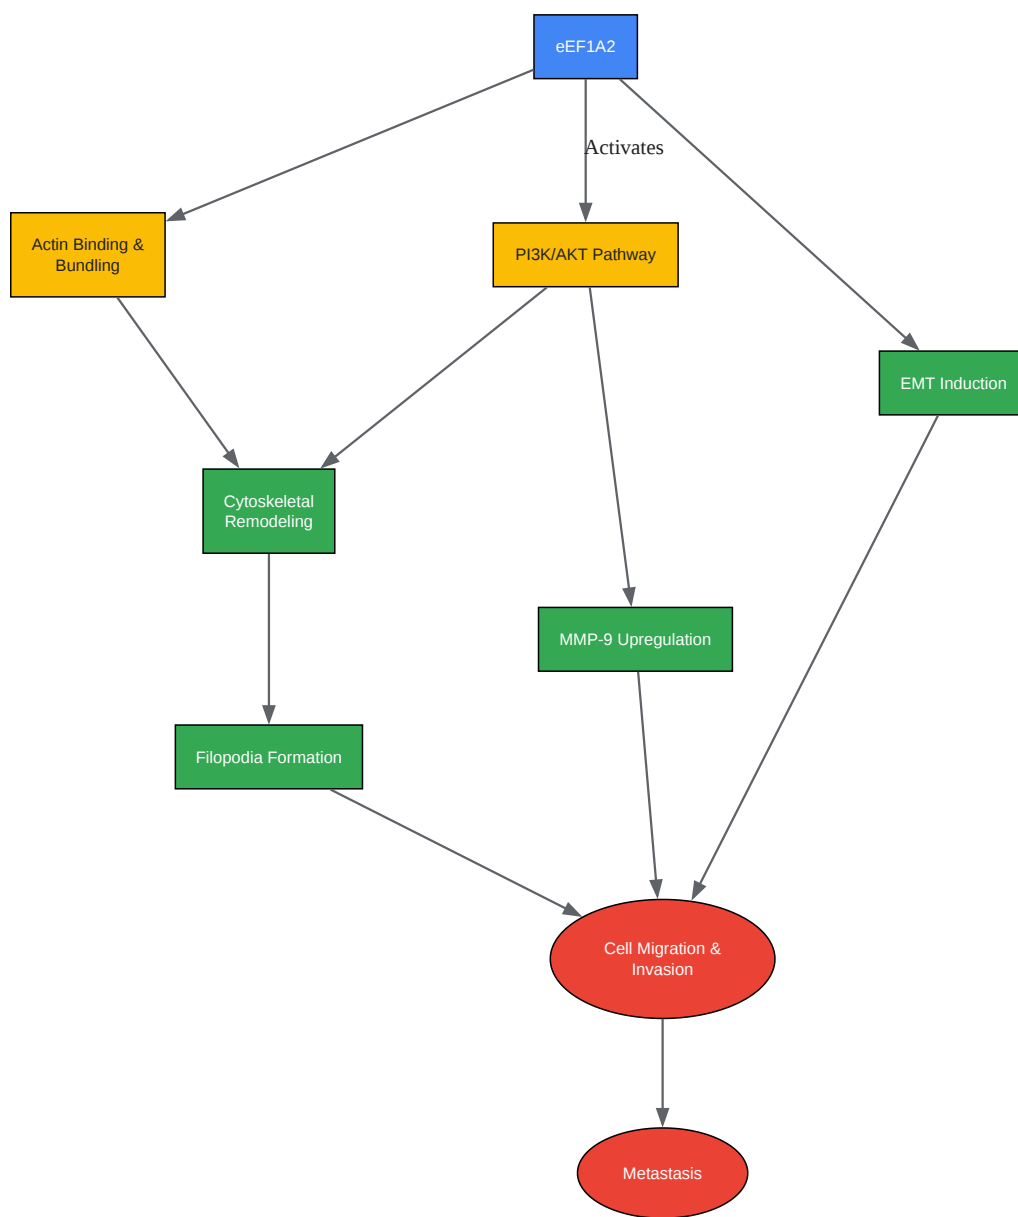 eEF1A2
Activates
Actin Binding &
Bundling
PI3K/AKT Pathway
EMT Induction
Cytoskeletal
Remodeling
MMP-9 Upregulation
Filopodia Formation
Cell Migration &
Invasion
Metastasis